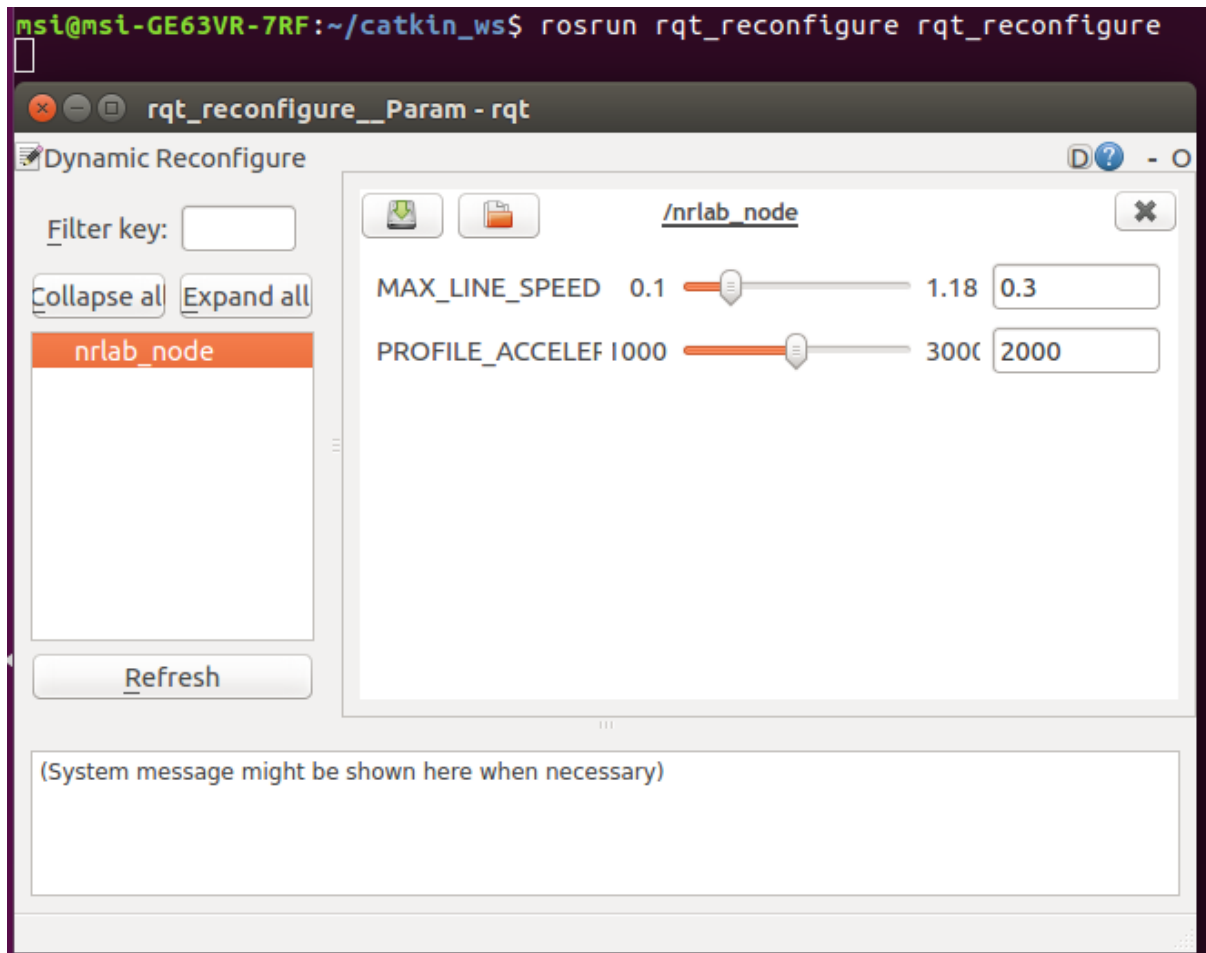 msi@msi-GE63VR-7RF:~/catkin_ws$ rosrun rqt_reconfigure rqt_reconfigure
rqt_reconfigure__Param - rqt
Dynamic Reconfigure
D ? - O
Filter key:
Collapse al
Expand all
nrlab_node
Refresh
/nrlab_node
MAX_LINE_SPEED 0.1 1.18 0.3
PROFILE_ACCELER 1000 3000 2000
(System message might be shown here when necessary)